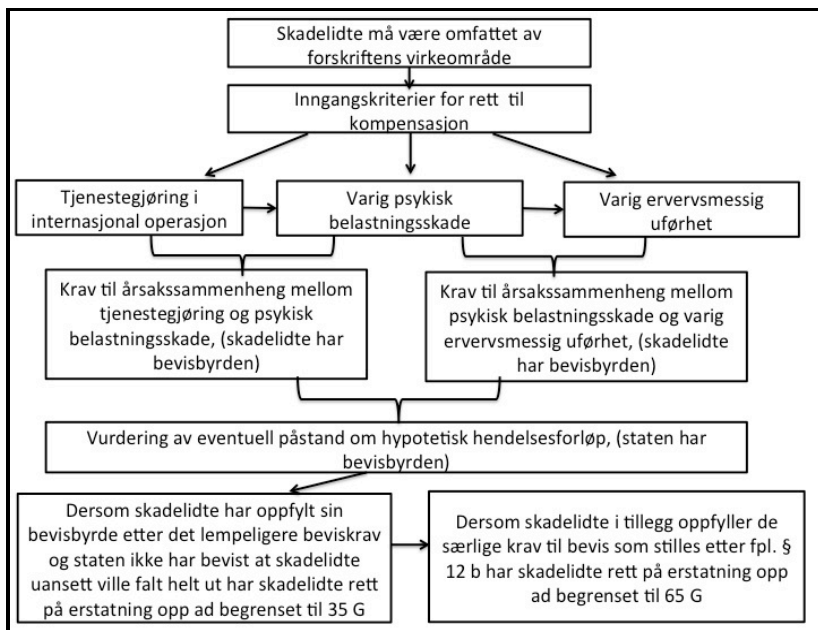 Skadelidte må være omfattet av
forskriftens virkeområde
Inngangskriterier for rett til
kompensasjon
Tjenestegjøring i
internasjonal operasjon
Varig psykisk
belastningsskade
Varig ervervsmessig
uførhet
Krav til årsakssammenheng mellom
tjenestegjøring og psykisk
belastningsskade, (skadelidte har
bevisbyrden)
Krav til årsakssammenheng mellom
psykisk belastningsskade og varig
ervervsmessig uførhet, (skadelidte
har bevisbyrden)
Vurdering av eventuell påstand om hypotetisk hendelsesforløp, (staten har
bevisbyrden)
Dersom skadelidte har oppfylt sin
bevisbyrde etter det lempeligere beviskrav
og staten ikke har bevist at skadelidte
uansett ville falt helt ut har skadelidte rett
på erstatning opp ad begrenset til 35 G
Dersom skadelidte i tillegg oppfyller de
særlige krav til bevis som stilles etter fpl. §
12 b har skadelidte rett på erstatning opp
ad begrenset til 65 G